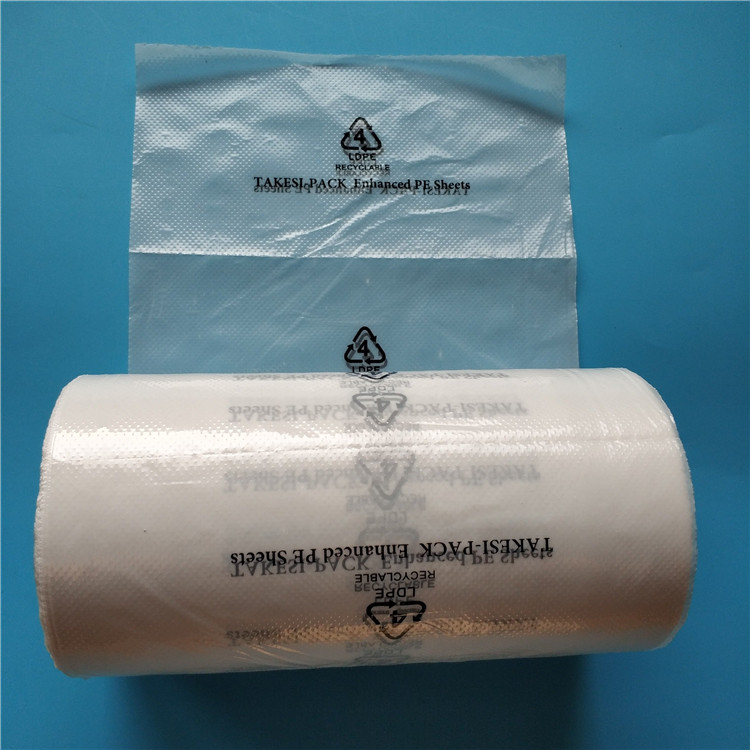 4
LDPE
RECYCLABLE
TAKESI-PACK Enhanced PE Sheets
4
LDPE
TAKESI-PACK Enhanced PE Sheets
RECYCLABLE
LDPE
4